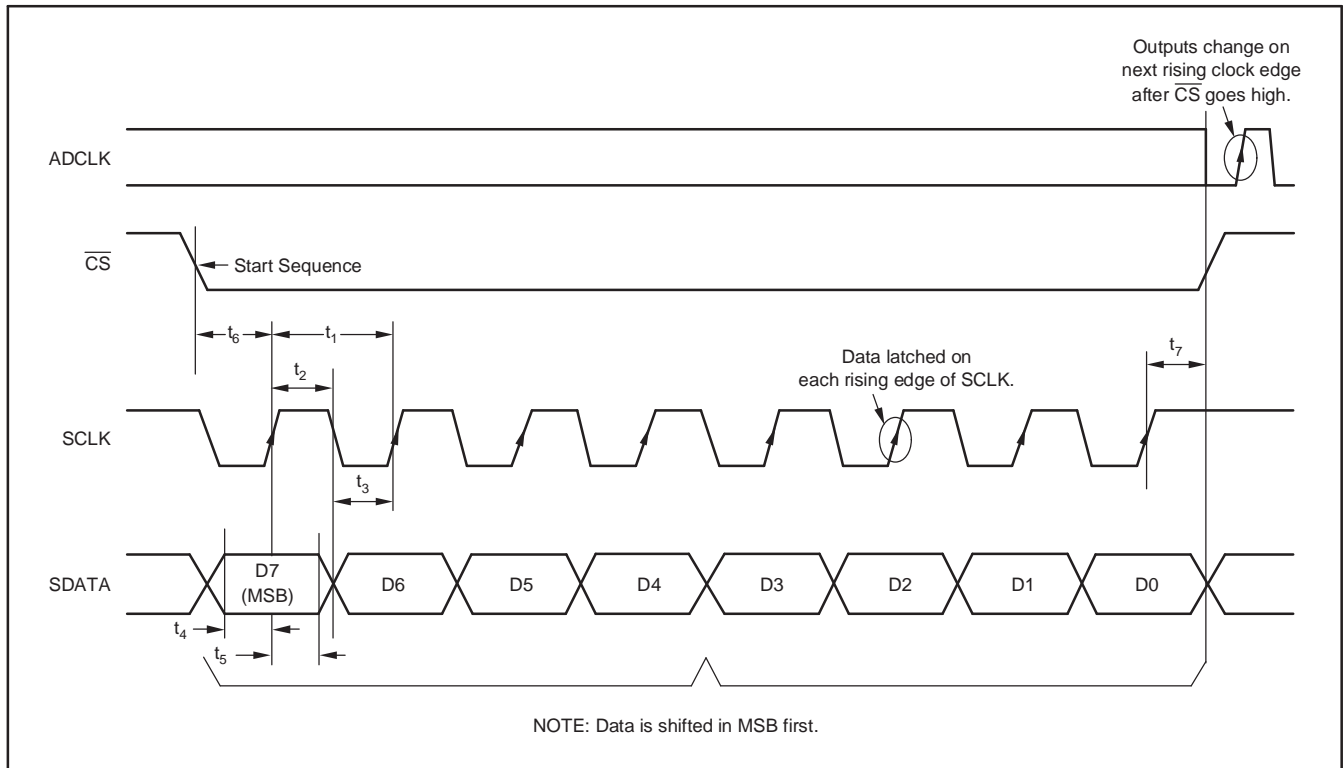 Outputs change on
next rising clock edge
after CS goes high.
ADCLK
CS
Start Sequence
t6
t1
t2
Data latched on
each rising edge of SCLK.
t7
SCLK
t3
SDATA
D7
(MSB)
D6
D5
D4
D3
D2
D1
D0
t4
t5
NOTE: Data is shifted in MSB first.